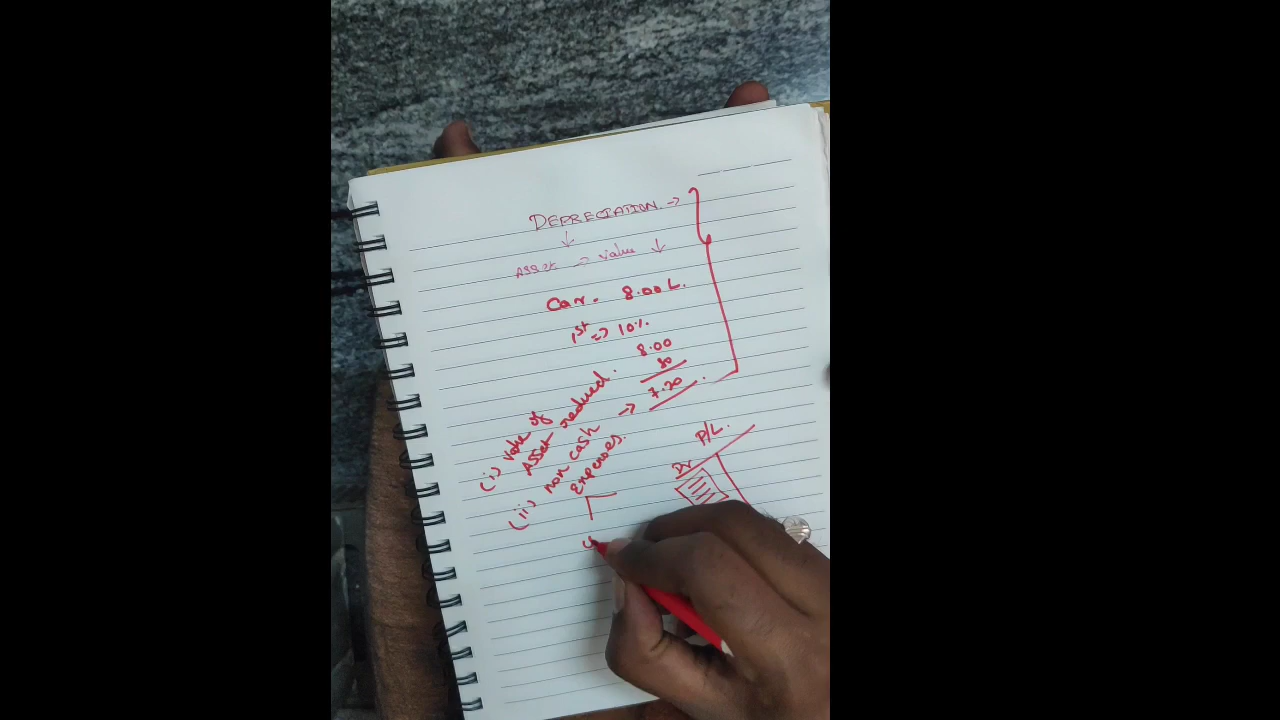 DEPRECIATION →
↓
Asset → value ↓
Car - 8.00 L.
1st => 10%
8.00
80
7.20
(i) value of
Asset reduced.
(ii) non cash →
Expenses.
P/L.
Dr